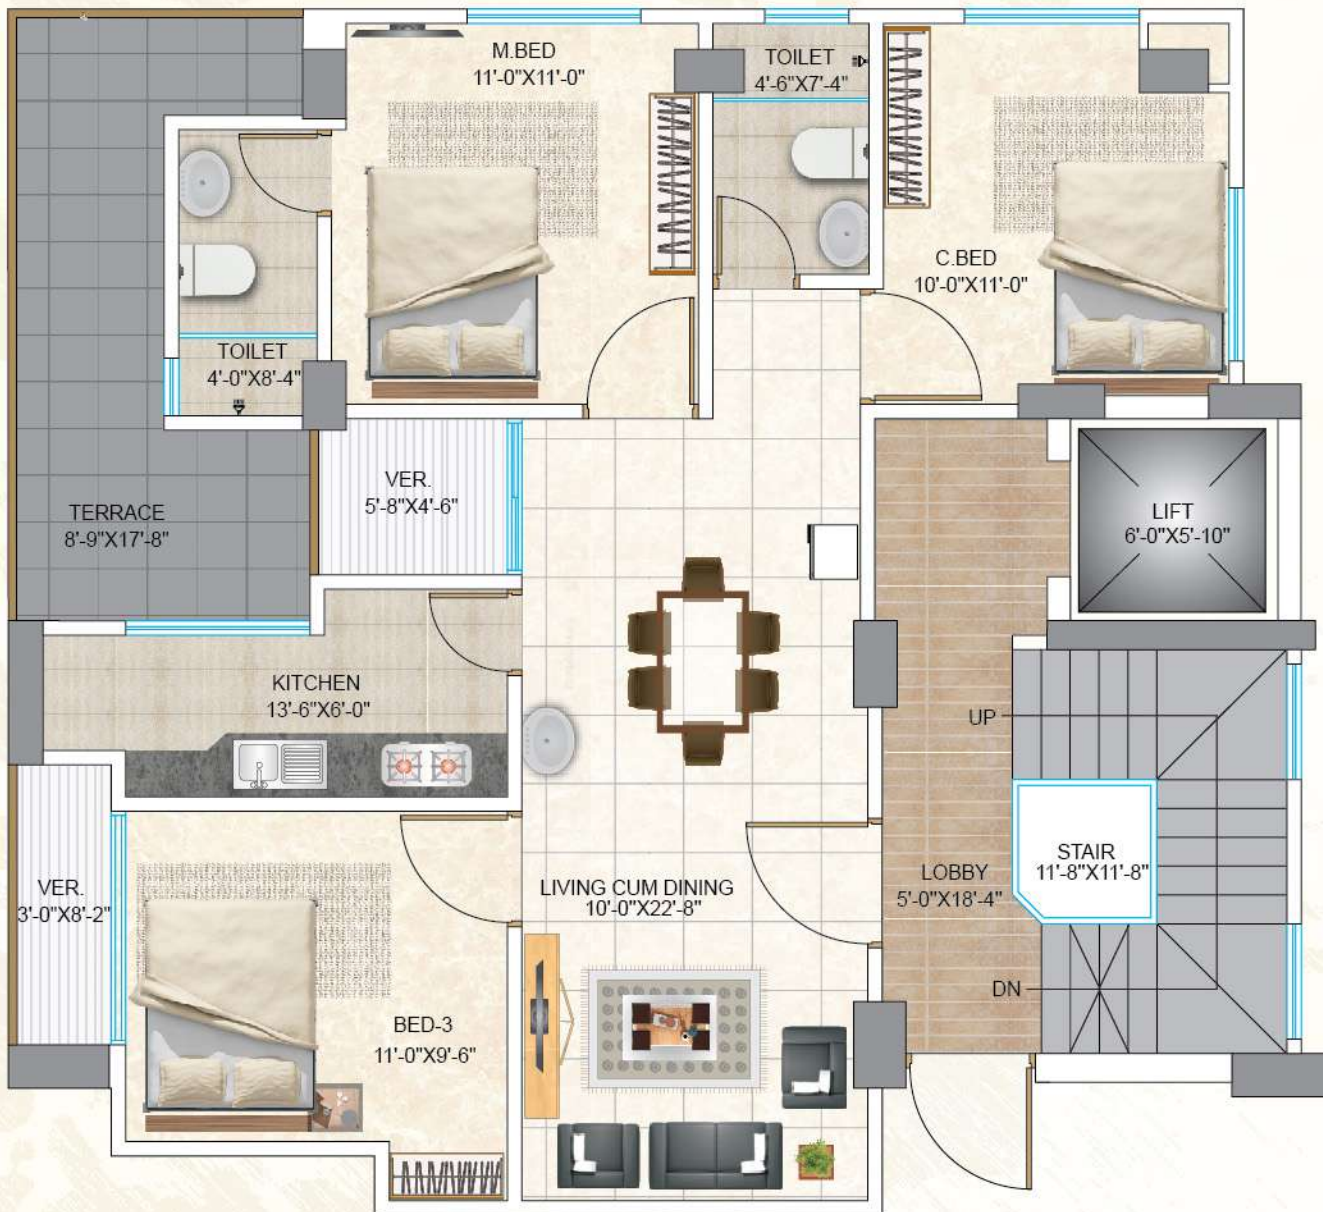 M.BED
11'-0"X11'-0"
TOILET
4'-6"X7'-4"
C.BED
10'-0"X11'-0"
TOILET
4'-0"X8'-4"
VER.
5'-8"X4'-6"
TERRACE
8'-9"X17'-8"
LIFT
6'-0"X5'-10"
KITCHEN
13'-6"X6'-0"
UP
VER.
3'-0"X8'-2"
LIVING CUM DINING
10'-0"X22'-8"
LOBBY
5'-0"X18'-4"
STAIR
11'-8"X11'-8"
DN
BED-3
11'-0"X9'-6"